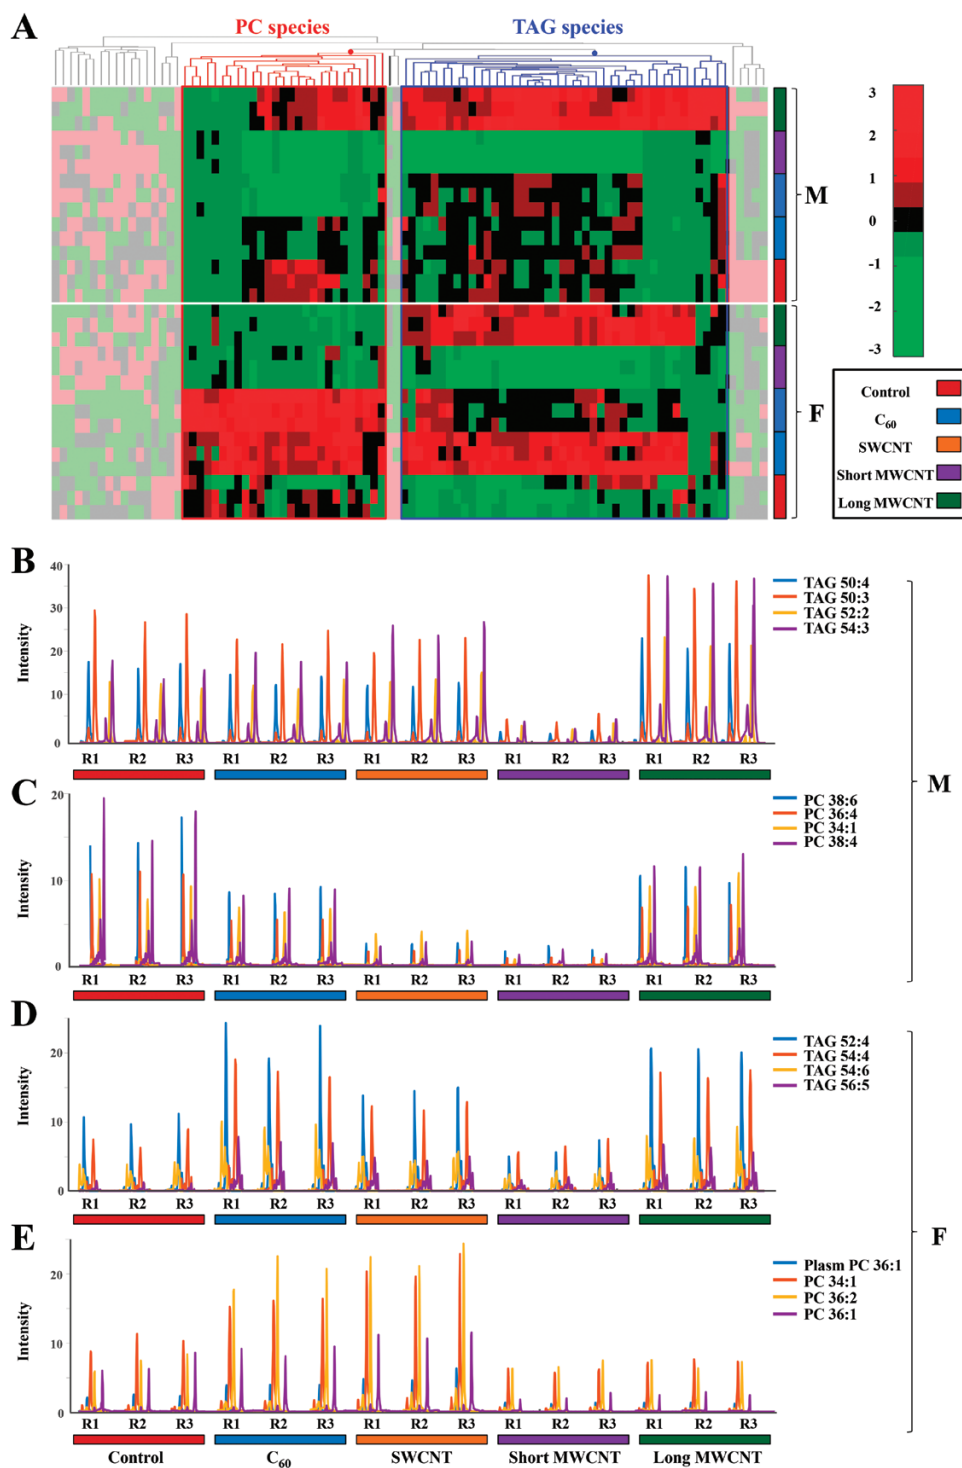 A
PC species
TAG species
M
F
3
2
1
0
-1
-2
-3
Control
C60
SWCNT
Short MWCNT
Long MWCNT
B
Intensity
40
30
20
10
0
TAG 50:4
TAG 50:3
TAG 52:2
TAG 54:3
R1 R2 R3 R1 R2 R3 R1 R2 R3 R1 R2 R3 R1 R2 R3
C
Intensity
20
10
0
PC 38:6
PC 36:4
PC 34:1
PC 38:4
R1 R2 R3 R1 R2 R3 R1 R2 R3 R1 R2 R3 R1 R2 R3
M
D
Intensity
20
10
0
TAG 52:4
TAG 54:4
TAG 54:6
TAG 56:5
R1 R2 R3 R1 R2 R3 R1 R2 R3 R1 R2 R3 R1 R2 R3
E
Intensity
20
10
0
Plasm PC 36:1
PC 34:1
PC 36:2
PC 36:1
R1 R2 R3 R1 R2 R3 R1 R2 R3 R1 R2 R3 R1 R2 R3
F
Control C60 SWCNT Short MWCNT Long MWCNT